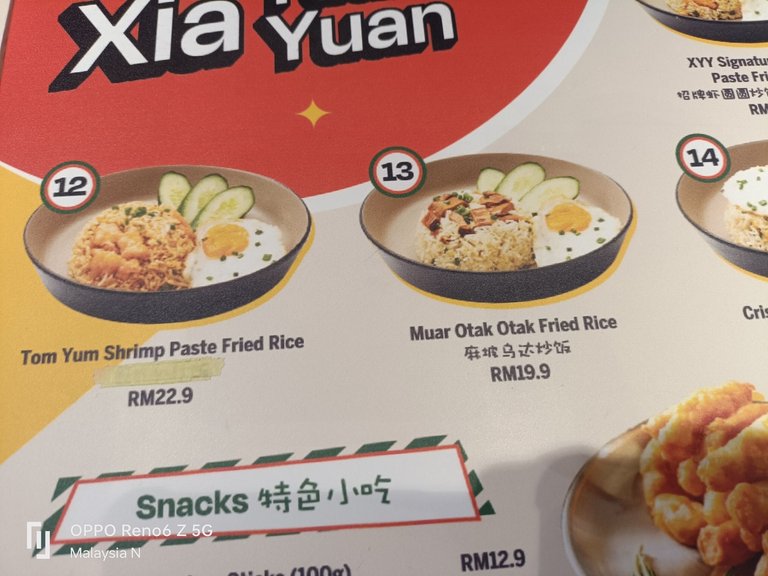 Xia
Yuan
XYY Signatu
Paste Fri
招牌虾圆圆炒饭
RM
12
13
14
Tom Yum Shrimp Paste Fried Rice
RM22.9
Muar Otak Otak Fried Rice
麻坡乌达炒饭
RM19.9
Cris
Snacks 特色小吃
(100g)
RM12.9
OPPO Reno6 Z 5G
Malaysia N